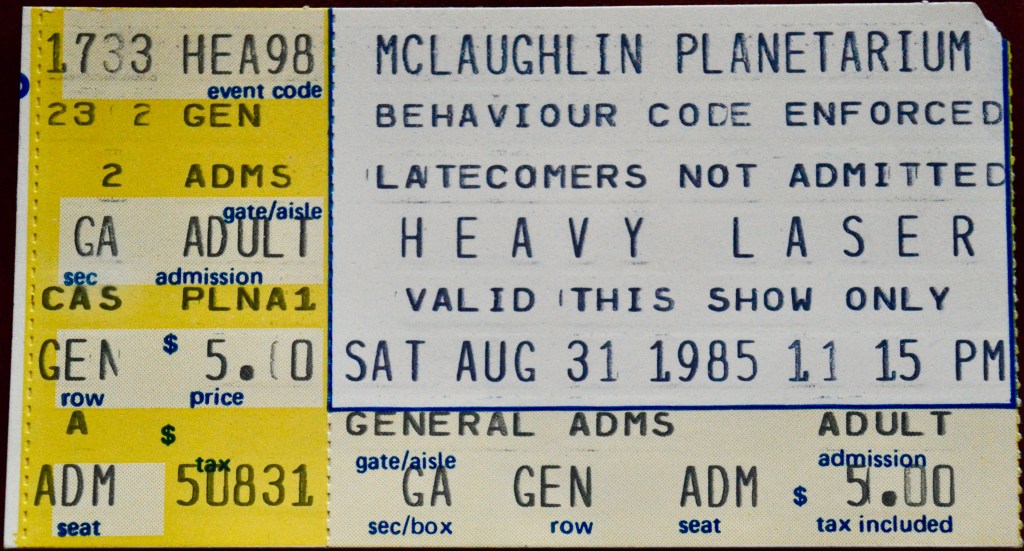 1733 HEA98
event code
23 2 GEN
2 ADMS
gate/aisle
GA ADULT
sec admission
CAS PLNA1
GEN $ 5.00
row price
A $
tax
ADM 50831
seat
MCLAUGHLIN PLANETARIUM
BEHAVIOUR CODE ENFORCED
LATECOMERS NOT ADMITTED
HEAVY LASER
VALID THIS SHOW ONLY
SAT AUG 31 1985 11 15 PM
GENERAL ADMS ADULT
gate/aisle admission
GA GEN ADM $ 5.00
sec/box row seat tax included